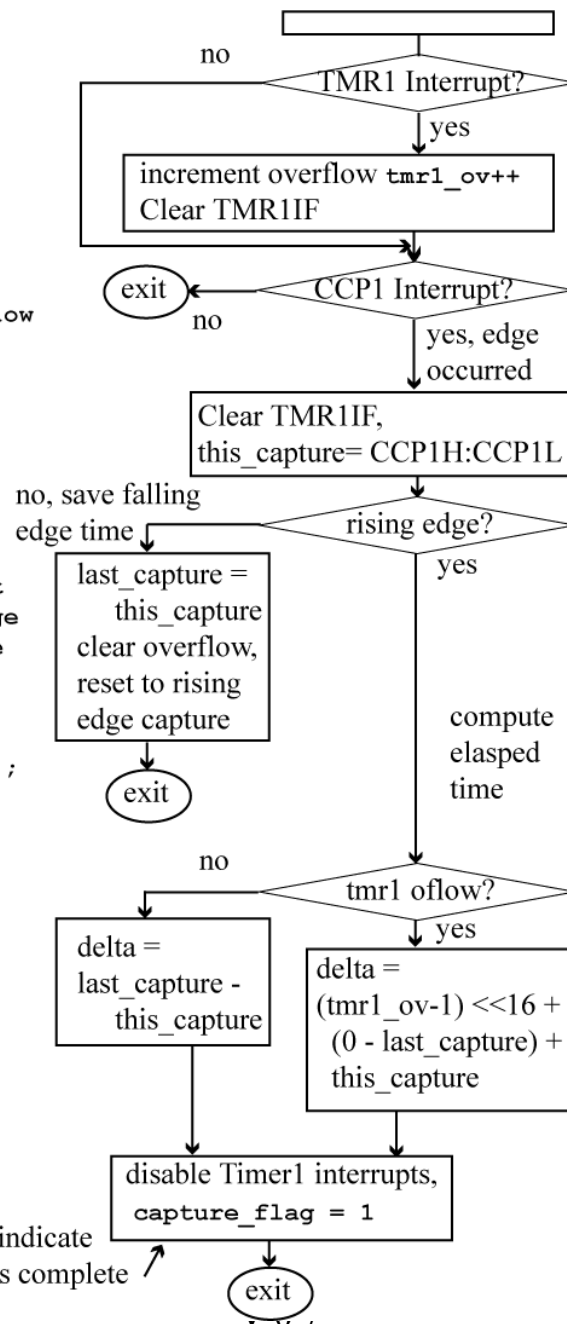 no
TMR1 Interrupt?
yes
increment overflow tmr1_ov++
Clear TMR1IF
exit
CCP1 Interrupt?
no
yes, edge
occurred
Clear TMR1IF,
this_capture= CCP1H:CCP1L
no, save falling
edge time
rising edge?
yes
last_capture =
this_capture
clear overflow,
reset to rising
edge capture
exit
;
compute
elasped
time
no
tmr1 oflow?
yes
delta =
last_capture -
this_capture
delta =
(tmr1_ov-1) <<16 +
(0 - last_capture) +
this_capture
disable Timer1 interrupts,
capture_flag = 1
indicate
s complete
exit